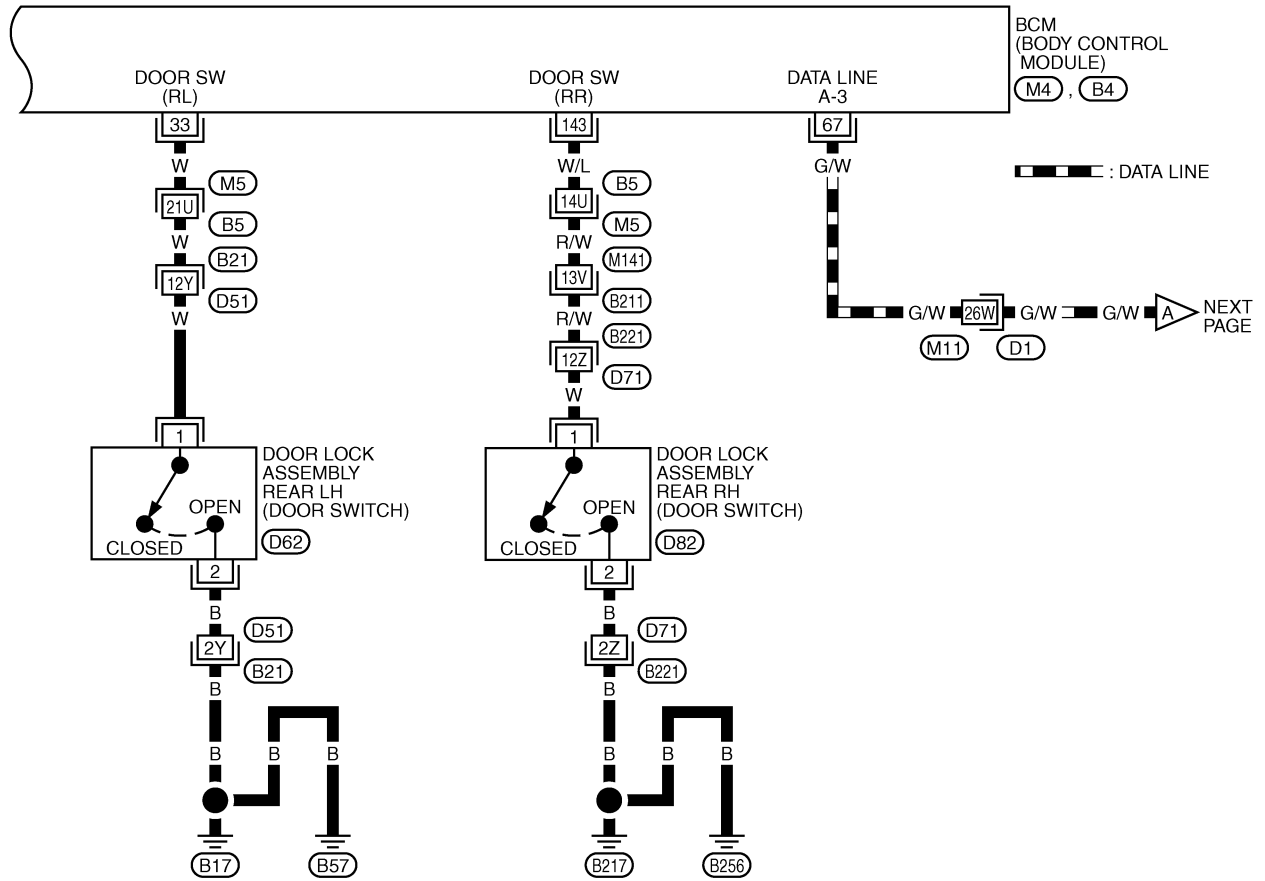 BCM
(BODY CONTROL
MODULE)
M4 , B4
DOOR SW
(RL)
DOOR SW
(RR)
DATA LINE
A-3
33
143
67
W
W/L
G/W
: DATA LINE
M5
21U
B5
W
B21
12Y
D51
W
B5
14U
M5
R/W
M141
13V
B211
R/W
B221
12Z
D71
W
G/W
26W
G/W
G/W
A
NEXT
PAGE
M11
D1
1
DOOR LOCK
ASSEMBLY
REAR LH
(DOOR SWITCH)
OPEN
CLOSED
D62
2
1
DOOR LOCK
ASSEMBLY
REAR RH
(DOOR SWITCH)
OPEN
CLOSED
D82
2
B
D51
2Y
B21
B
B
B
B
B17
B57
B
D71
2Z
B221
B
B
B
B
B217
B256